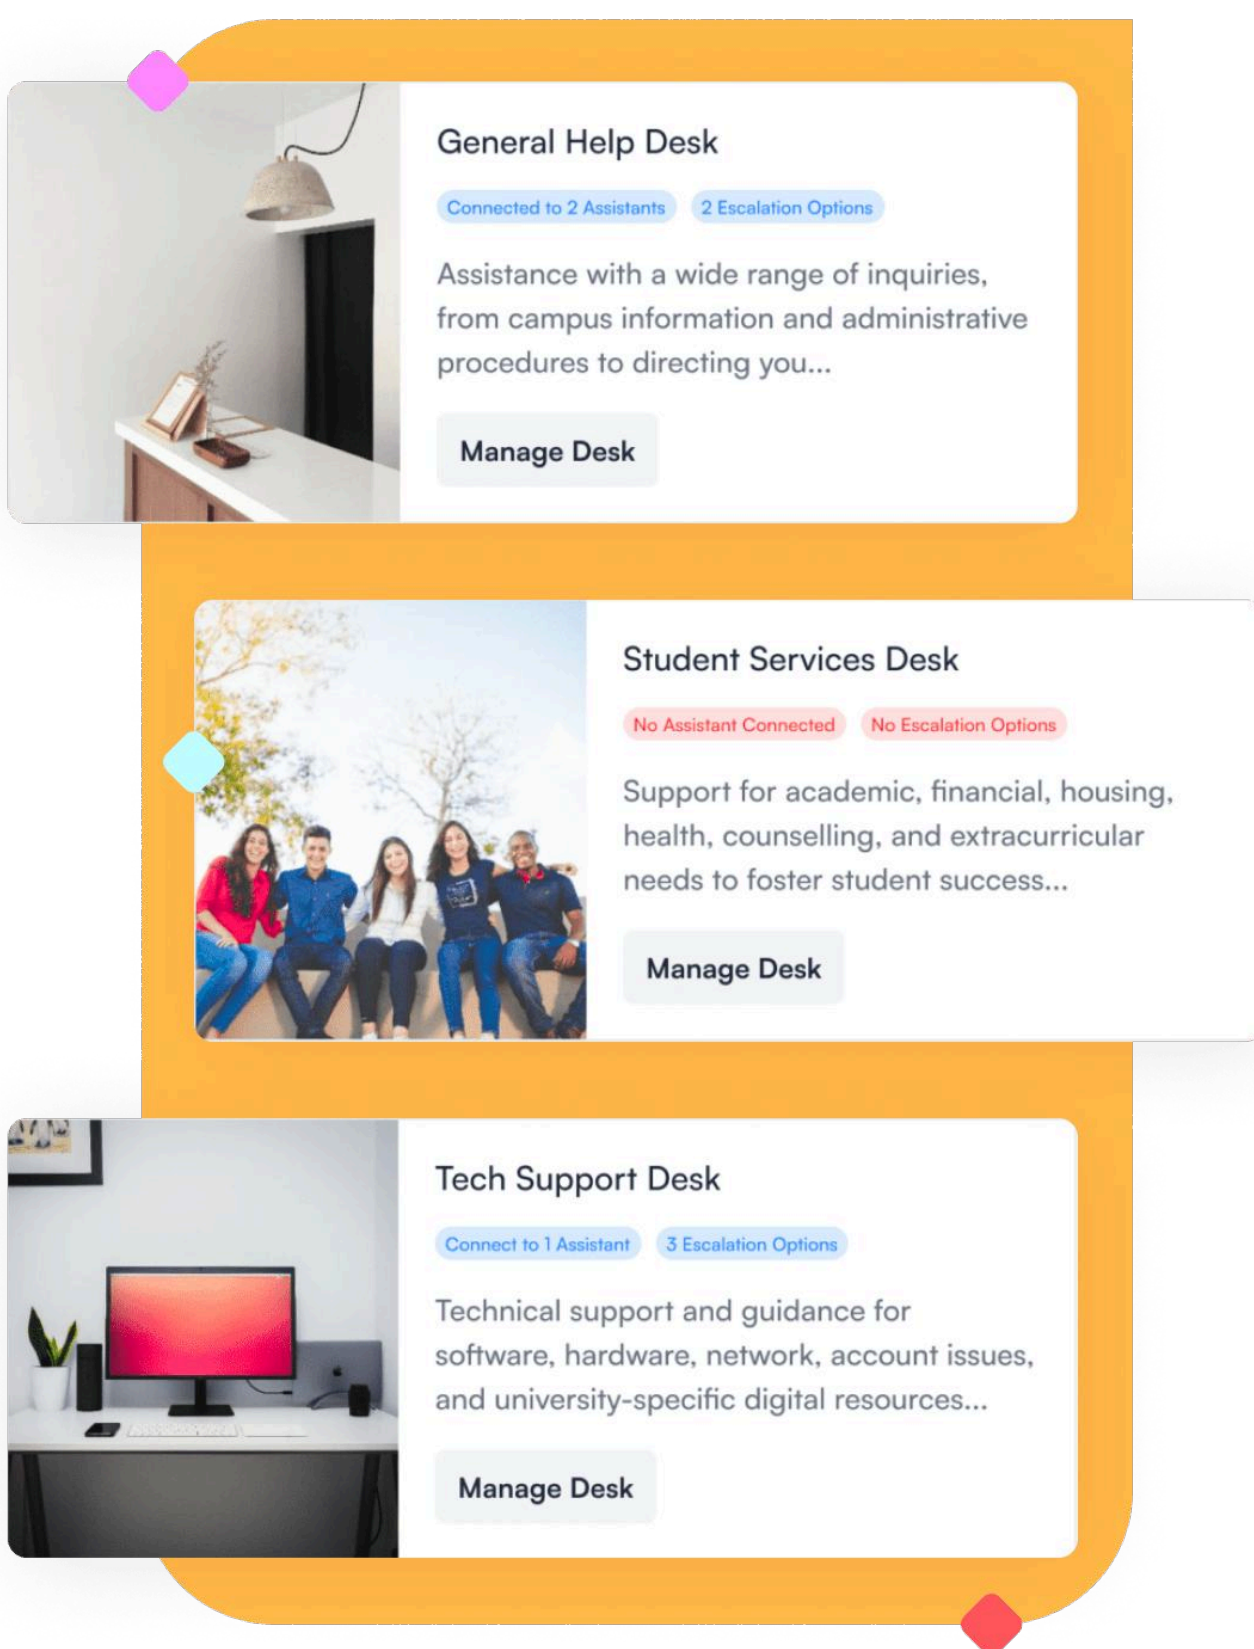 General Help Desk
Connected to 2 Assistants
2 Escalation Options
Assistance with a wide range of inquiries,
from campus information and administrative
procedures to directing you...
Manage Desk
Student Services Desk
No Assistant Connected
No Escalation Options
Support for academic, financial, housing,
health, counselling, and extracurricular
needs to foster student success...
Manage Desk
Tech Support Desk
Connect to 1 Assistant
3 Escalation Options
Technical support and guidance for
software, hardware, network, account issues,
and university-specific digital resources...
Manage Desk